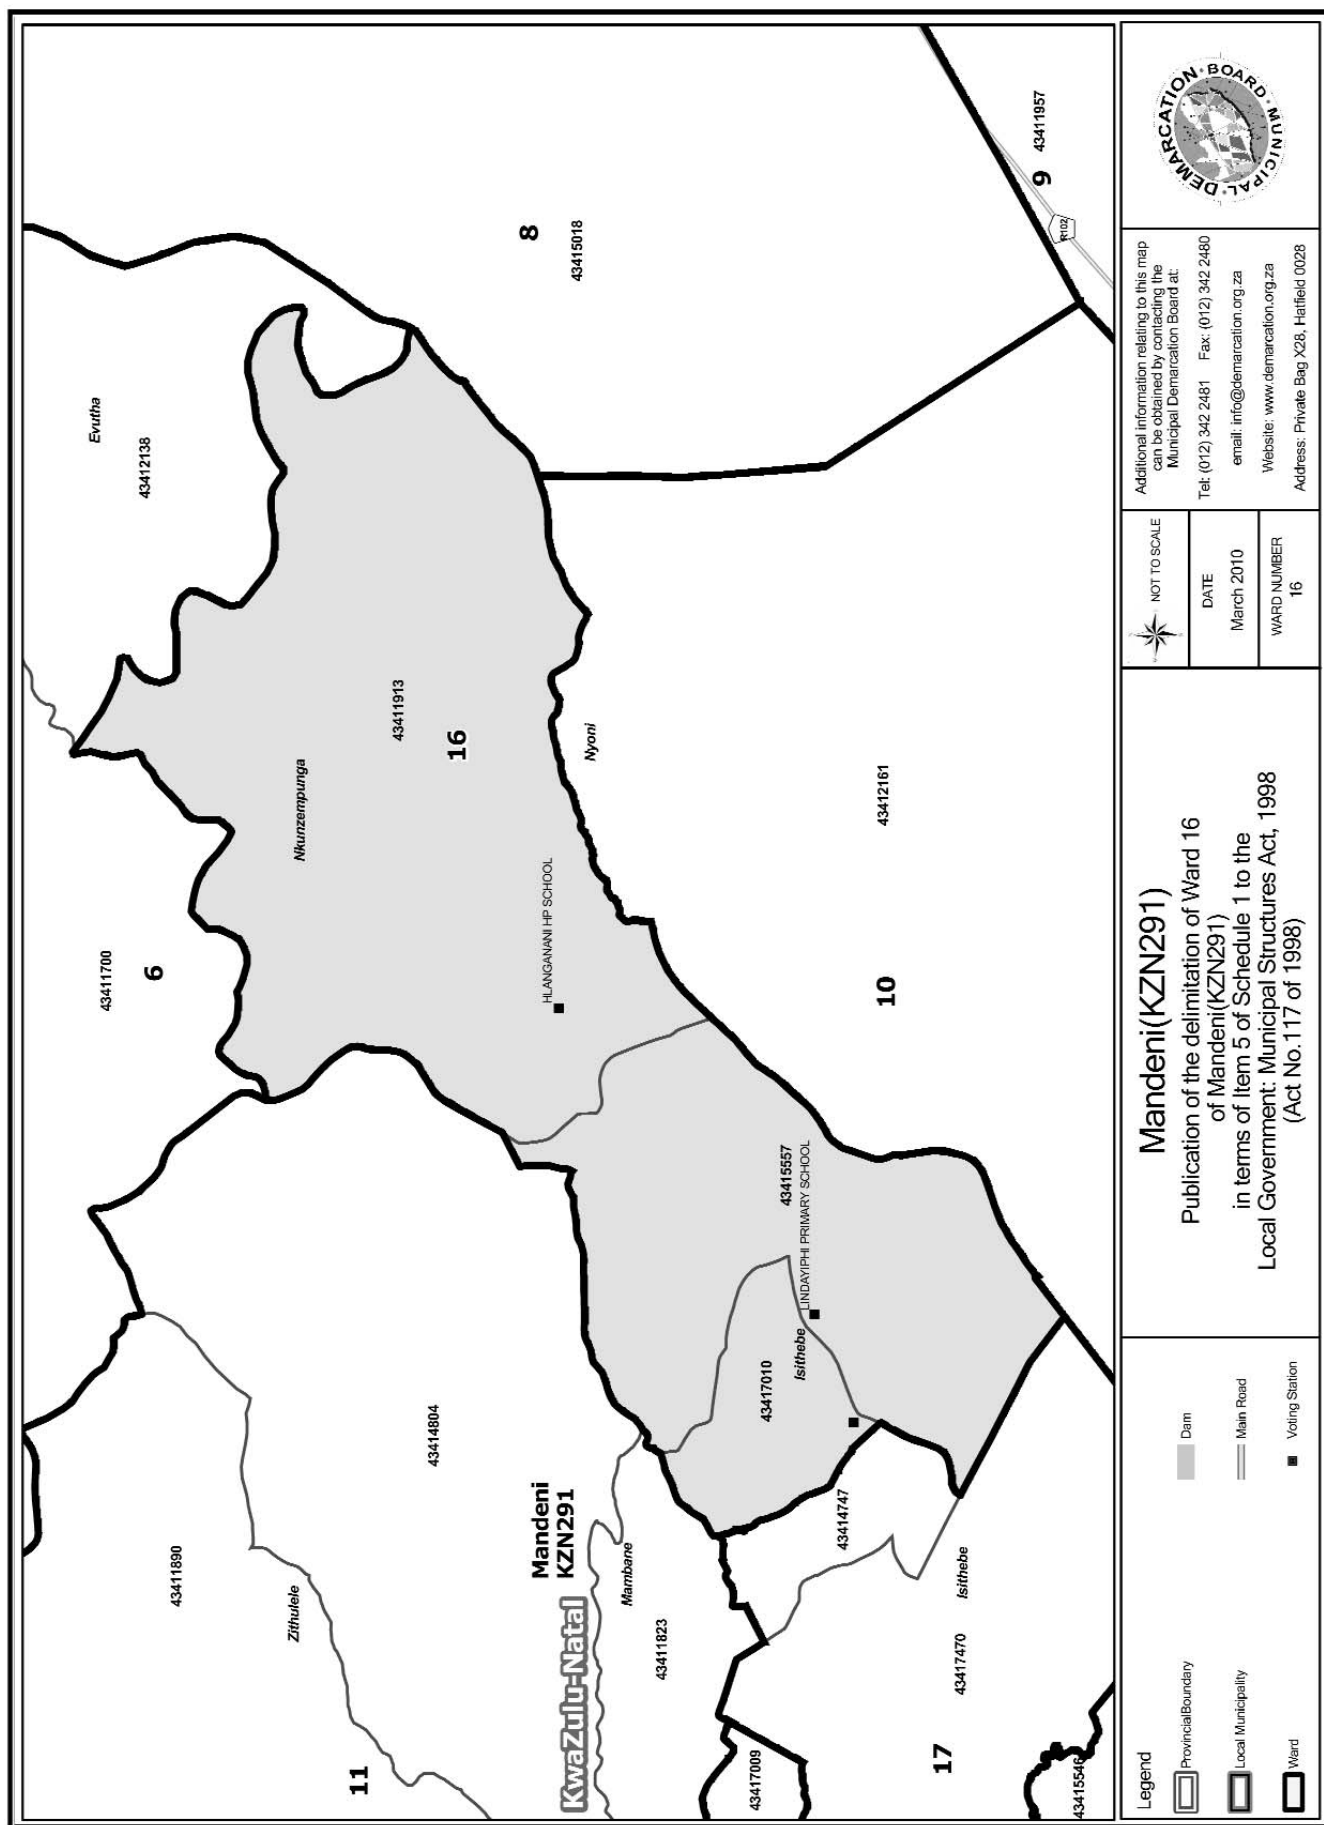 Evutha
43412138
8
43415018
43411957
9
R102
43411700
6
Nkunzempunga
43411913
16
HLANGANANI HP SCHOOL
Nyoni
43412161
10
43415557
LINDAYIPHI PRIMARY SCHOOL
Isithebe
43417010
43411890
Zithulele
11
43414804
Mandeni
KZN291
KwaZulu-Natal
Mambane
43411823
43414747
Isithebe
43417470
17
43417009
43415546
Legend
ProvincialBoundary
Local Municipality
Ward
Dam
Main Road
Voting Station
Mandeni(KZN291)
Publication of the delimitation of Ward 16
of Mandeni(KZN291)
in terms of Item 5 of Schedule 1 to the
Local Government: Municipal Structures Act, 1998
(Act No.117 of 1998)
NOT TO SCALE
DATE
March 2010
WARD NUMBER
16
Additional information relating to this map
can be obtained by contacting the
Municipal Demarcation Board at:
Tel: (012) 342 2481 Fax: (012) 342 2480
email: info@demarcation.org.za
Website: www.demarcation.org.za
Address: Private Bag X28, Hatfield 0028
MUNICIPAL · DEMARCATION · BOARD ·